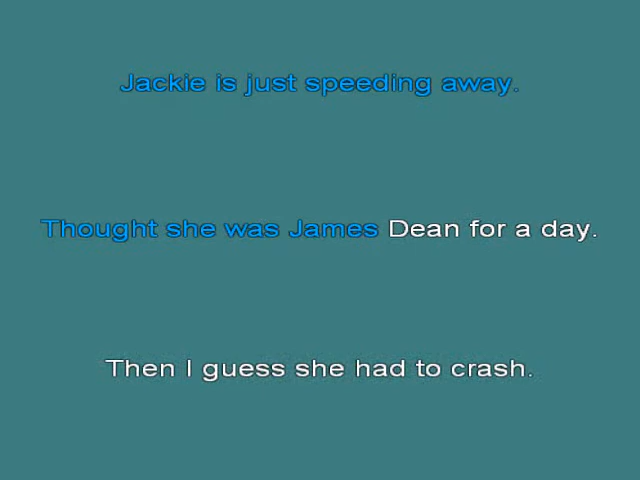 Jackie is just speeding away.
Thought she was James Dean for a day.
Then I guess she had to crash.